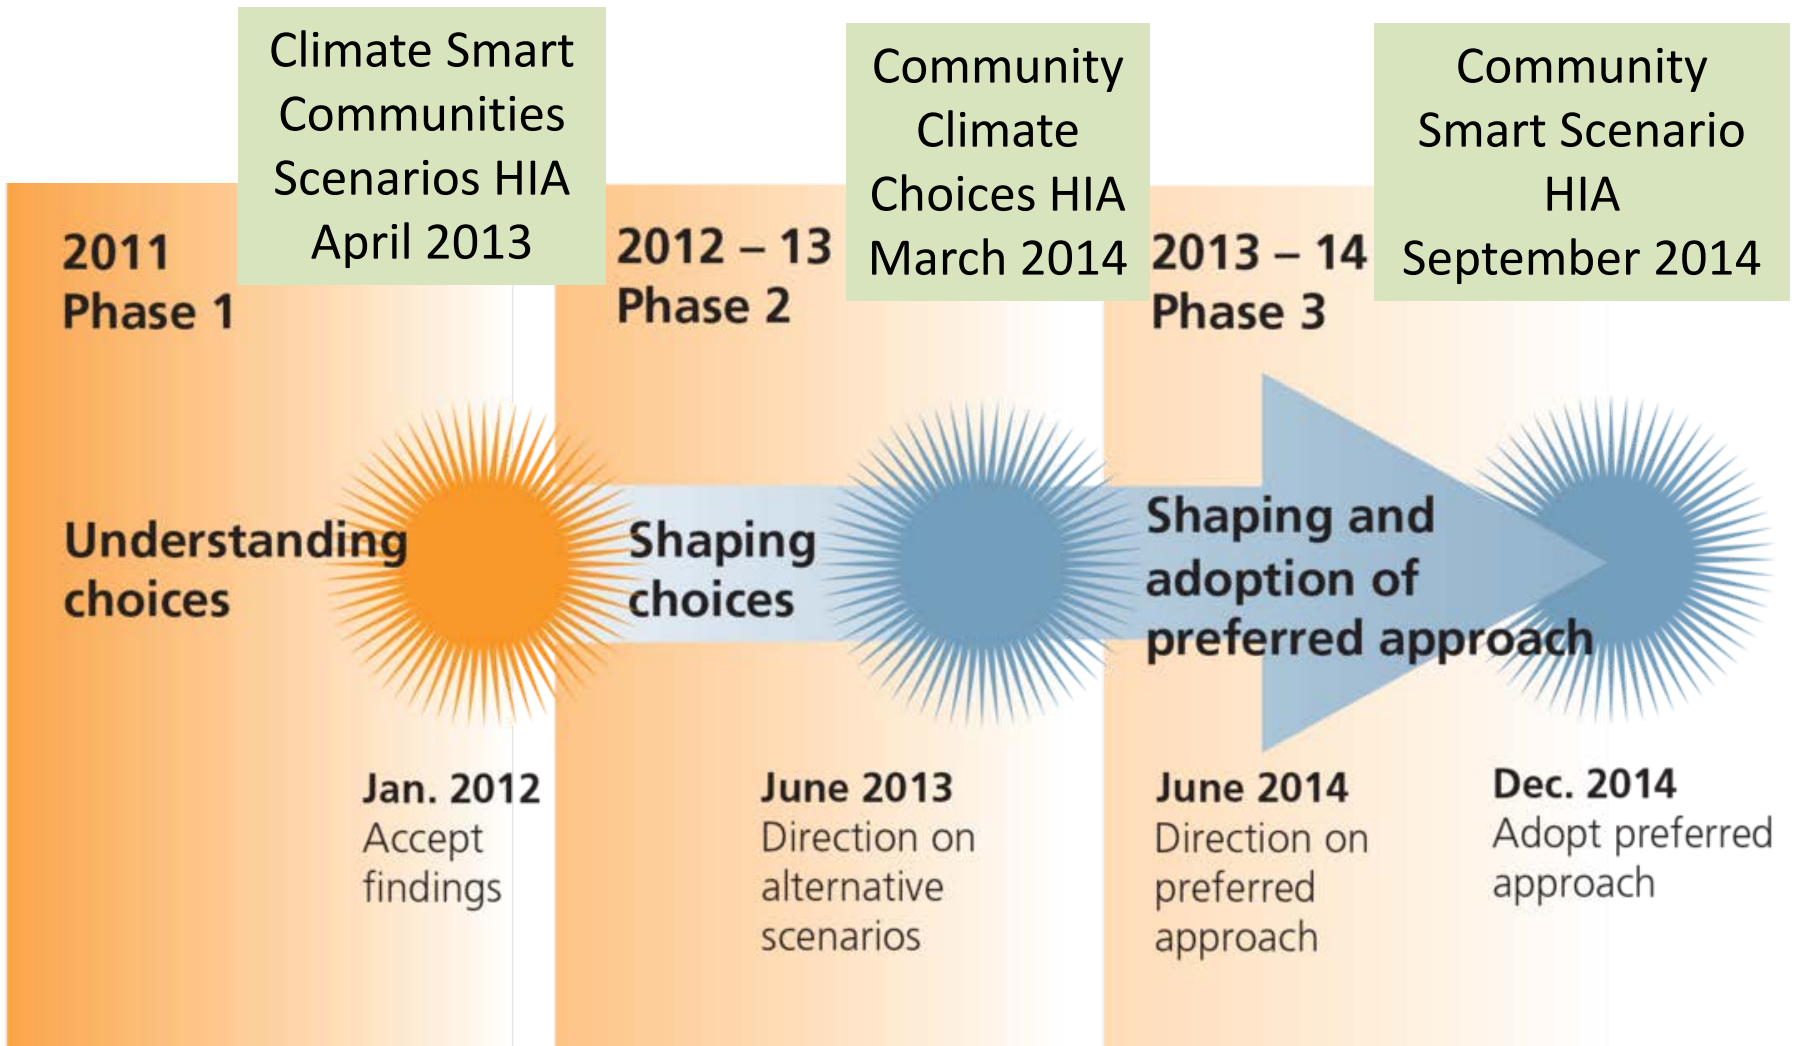 Climate Smart
Communities
Scenarios HIA
April 2013
Community
Climate
Choices HIA
March 2014
Community
Smart Scenario
HIA
September 2014
2011
Phase 1
2012 – 13
Phase 2
2013 – 14
Phase 3
Understanding
choices
Shaping
choices
Shaping and
adoption of
preferred approach
Jan. 2012
Accept
findings
June 2013
Direction on
alternative
scenarios
June 2014
Direction on
preferred
approach
Dec. 2014
Adopt preferred
approach